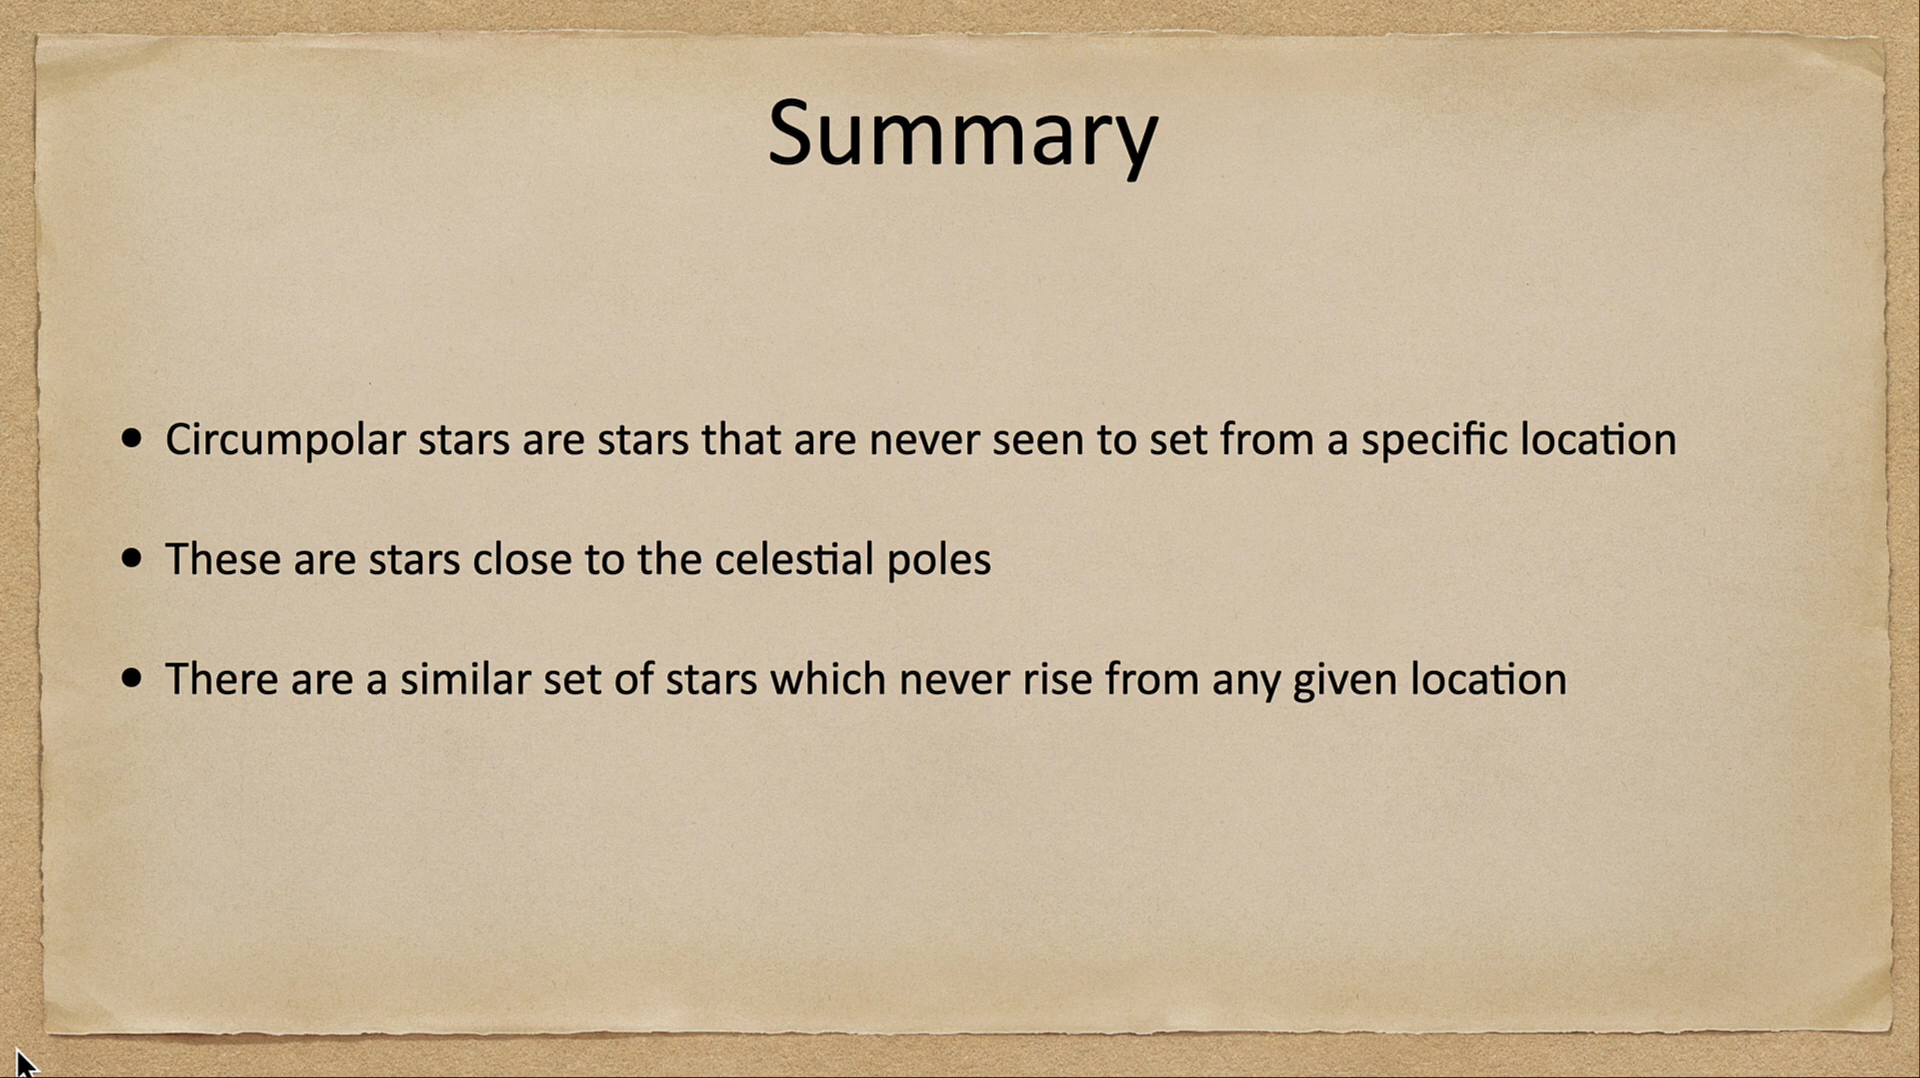 Summary
• Circumpolar stars are stars that are never seen to set from a specific location
• These are stars close to the celestial poles
• There are a similar set of stars which never rise from any given location